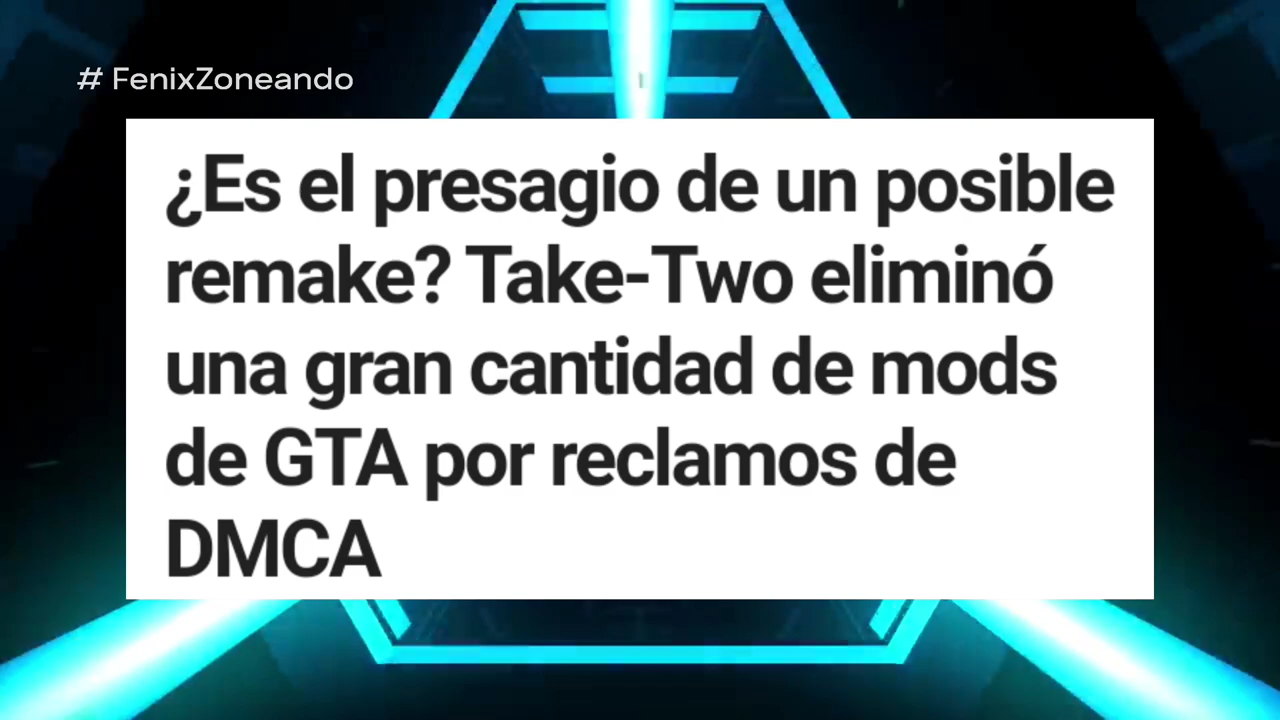 # FenixZoneando
¿Es el presagio de un posible
remake? Take-Two eliminó
una gran cantidad de mods
de GTA por reclamos de
DMCA